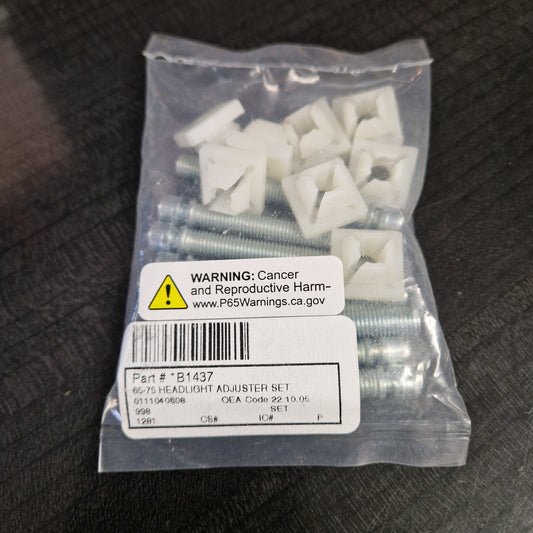 WARNING: Cancer
and Reproductive Harm-
www.P65Warnings.ca.gov
Part # *B1437
65-75 HEADLIGHT ADJUSTER SET
0111040608 OEA Code 22.10.05
998 SET
1281 CS# IC# P